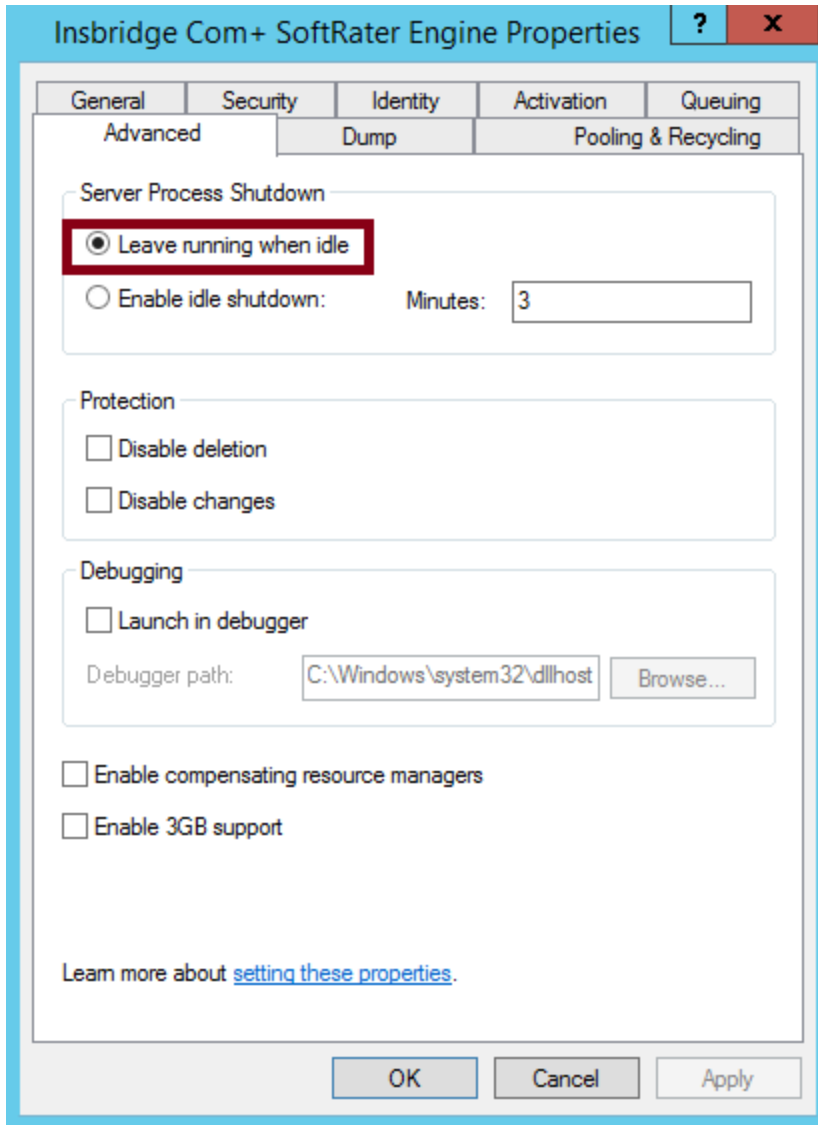 Insbridge Com+ SoftRater Engine Properties ? x
General Security Identity Activation Queuing
Advanced Dump Pooling & Recycling
Server Process Shutdown
Leave running when idle
Enable idle shutdown: Minutes: 3
Protection
Disable deletion
Disable changes
Debugging
Launch in debugger
Debugger path: C:\Windows\system32\dllhost Browse...
Enable compensating resource managers
Enable 3GB support
Learn more about setting these properties.
OK Cancel Apply